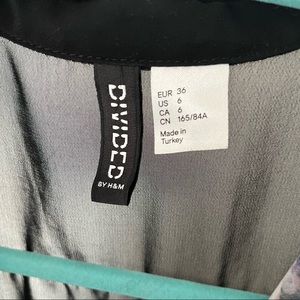 DIVIDED
BY H&M
EUR 36
US 6
CA 6
CN 165/84A
Made in
Turkey